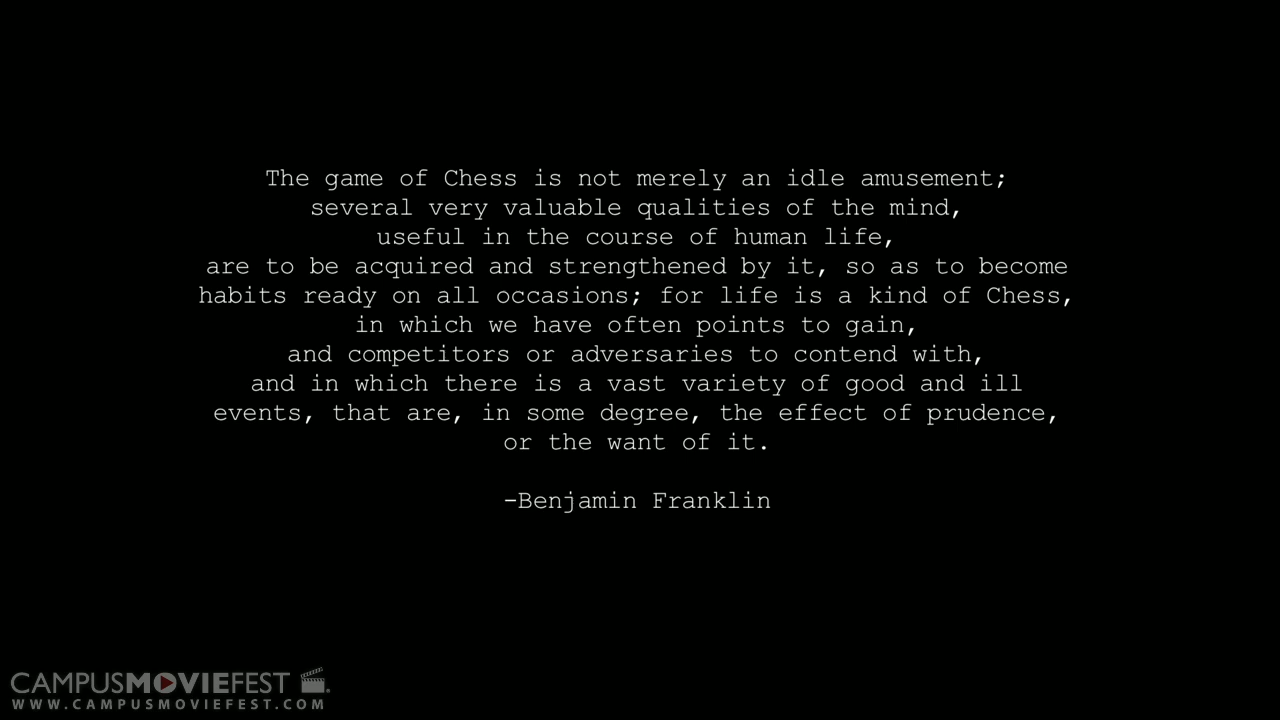 The game of Chess is not merely an idle amusement;
several very valuable qualities of the mind,
useful in the course of human life,
are to be acquired and strengthened by it, so as to become
habits ready on all occasions; for life is a kind of Chess,
in which we have often points to gain,
and competitors or adversaries to contend with,
and in which there is a vast variety of good and ill
events, that are, in some degree, the effect of prudence,
or the want of it.
-Benjamin Franklin
CAMPUSMOVIEFEST
WWW.CAMPUSMOVIEFEST.COM